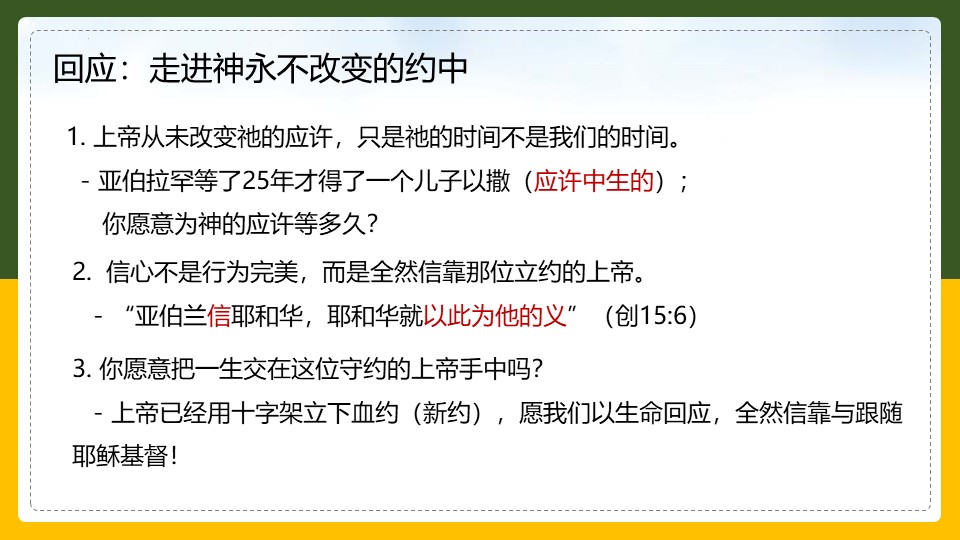 回应：走进神永不改变的约中
1. 上帝从未改变祂的应许，只是祂的时间不是我们的时间。
- 亚伯拉罕等了25年才得了一个儿子以撒（应许中生的）；
你愿意为神的应许等多久？
2. 信心不是行为完美，而是全然信靠那位立约的上帝。
- “亚伯兰信耶和华，耶和华就以此为他的义”（创15:6）
3. 你愿意把一生交在这位守约的上帝手中吗？
- 上帝已经用十字架立下血约（新约），愿我们以生命回应，全然信靠与跟随
耶稣基督！